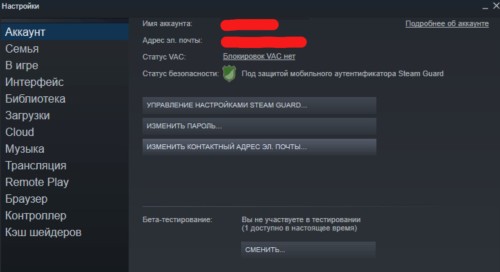 Настройки
Аккаунт
Семья
В игре
Интерфейс
Библиотека
Загрузки
Cloud
Музыка
Трансляция
Remote Play
Браузер
Контроллер
Кэш шейдеров
Имя аккаунта:
Подробнее об аккаунте
Адрес эл. почты:
Статус VAC: Блокировок VAC нет
Статус безопасности: Под защитой мобильного аутентификатора Steam Guard
УПРАВЛЕНИЕ НАСТРОЙКАМИ STEAM GUARD...
ИЗМЕНИТЬ ПАРОЛЬ...
ИЗМЕНИТЬ КОНТАКТНЫЙ АДРЕС ЭЛ. ПОЧТЫ...
Бета-тестирование: Вы не участвуете в тестировании
(1 доступно в настоящее время)
СМЕНИТЬ...